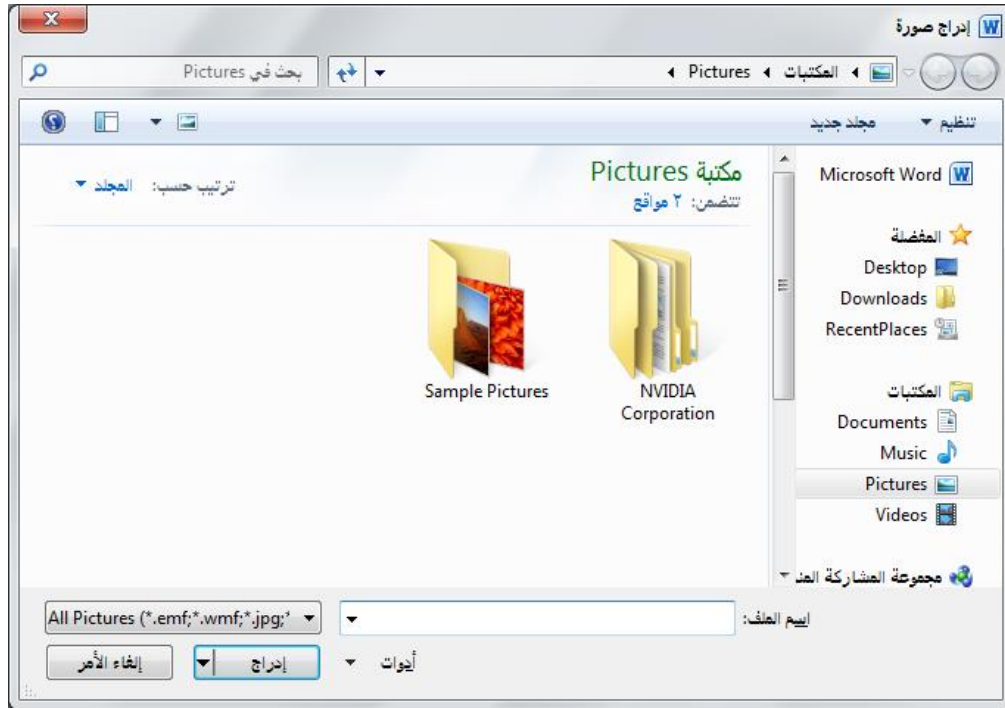 إدراج صورة
المكتبات Pictures
بحث في Pictures
تنظيم مجلد جديد
Microsoft Word
المفضلة
Desktop
Downloads
RecentPlaces
المكتبات
Documents
Music
Pictures
Videos
مجموعة المشاركة
مكتبة Pictures
تتضمن: ٢ مواقع
ترتيب حسب: المجلد
NVIDIA
Corporation
Sample Pictures
اسم الملف:
All Pictures (*.emf;*.wmf;*.jpg;*
أدوات
إدراج
إلغاء الأمر